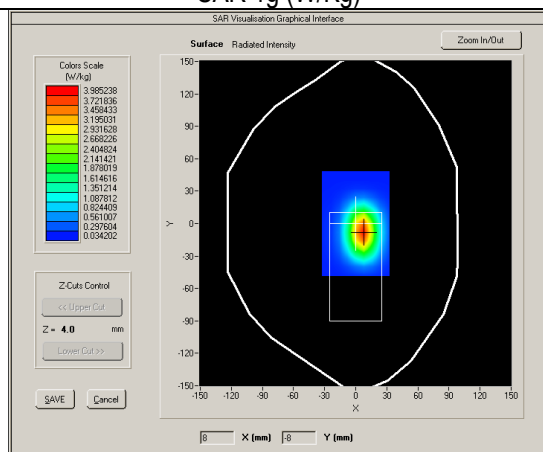 SAR 1g (W/Kg)
SAR Visualisation Graphical Interface
Surface Radiated Intensity
Zoom In/Out
Colors Scale
(W/kg)
3.985238
3.721836
3.458433
3.195031
2.931628
2.668226
2.404824
2.141421
1.878019
1.614616
1.351214
1.087812
0.824409
0.561007
0.297604
0.034202
Z-Cuts Control
<< Upper Cut
Z = 4.0 mm
Lower Cut >>
SAVE Cancel
150
120
90
60
30
0
-30
-60
-90
-120
-150
Y
-150 -120 -90 -60 -30 0 30 60 90 120 150
X
8 X (mm) -8 Y (mm)